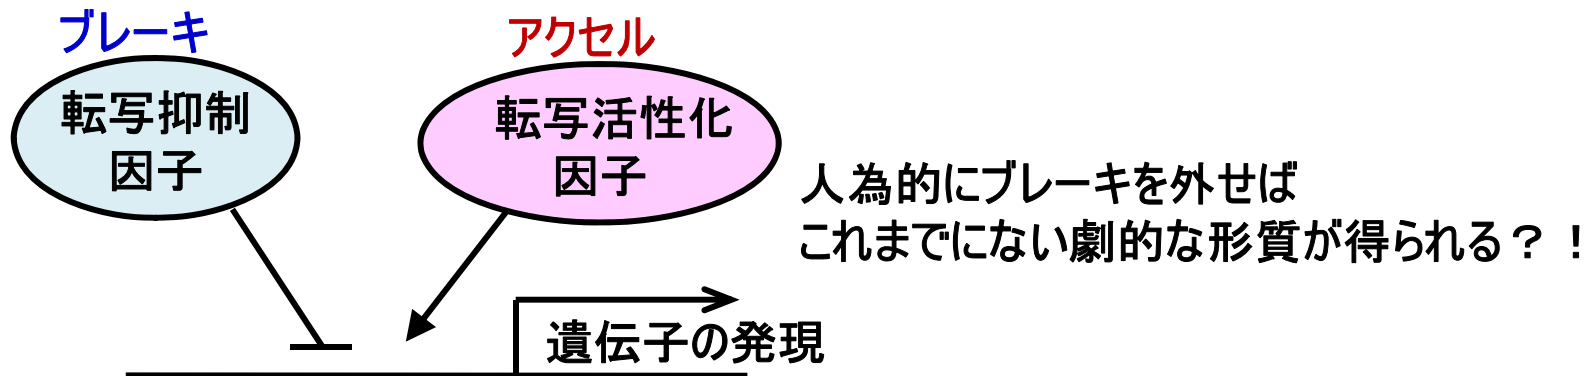 ブレーキ
転写抑制
因子
アクセル
転写活性化
因子
人為的にブレーキを外せば
これまでにない劇的な形質が得られる？！
遺伝子の発現